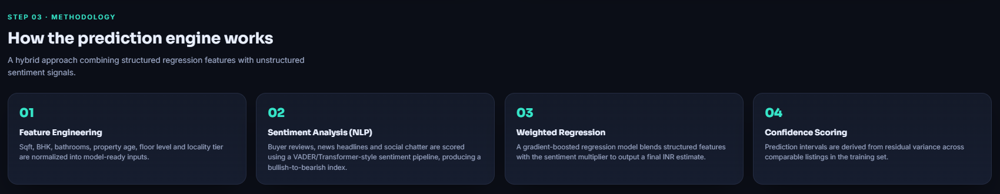 STEP 03 · METHODOLOGY
How the prediction engine works
A hybrid approach combining structured regression features with unstructured
sentiment signals.
01
Feature Engineering
Sqft, BHK, bathrooms, property age, floor level and locality tier
are normalized into model-ready inputs.
02
Sentiment Analysis (NLP)
Buyer reviews, news headlines and social chatter are scored
using a VADER/Transformer-style sentiment pipeline, producing a
bullish-to-bearish index.
03
Weighted Regression
A gradient-boosted regression model blends structured features
with the sentiment multiplier to output a final INR estimate.
04
Confidence Scoring
Prediction intervals are derived from residual variance across
comparable listings in the training set.